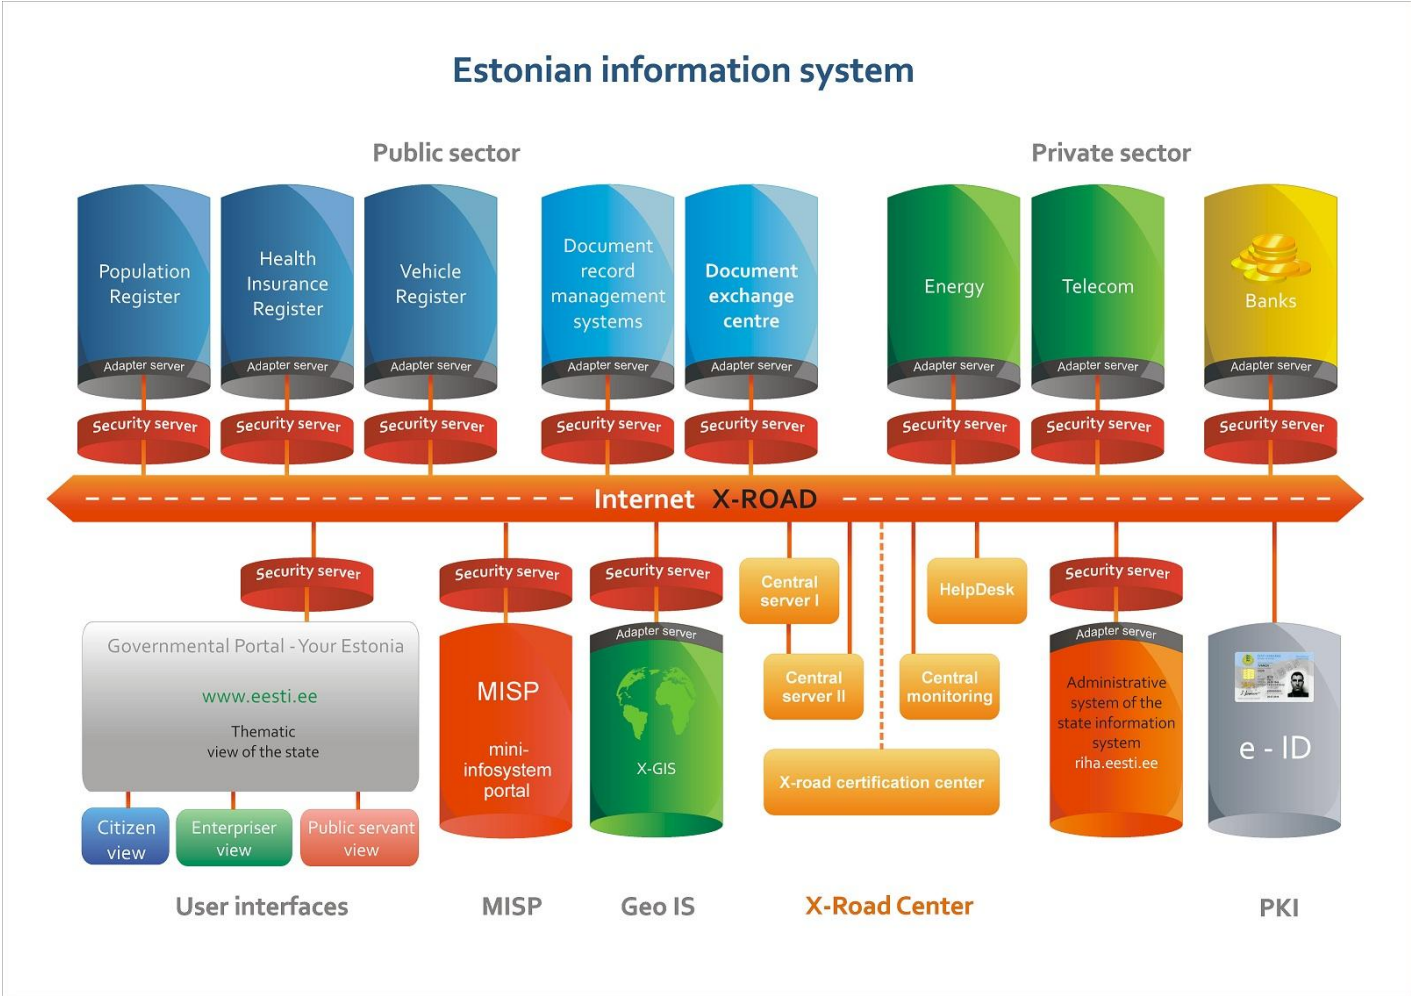 Estonian information system
Public sector
Private sector
Population
Register
Health
Insurance
Register
Vehicle
Register
Document
record
management
systems
Document
exchange
centre
Energy
Telecom
Banks
Adapter server
Adapter server
Adapter server
Adapter server
Adapter server
Adapter server
Adapter server
Adapter server
Security server
Security server
Security server
Security server
Security server
Security server
Security server
Security server
Internet X-ROAD
Security server
Security server
Security server
Security server
Governmental Portal - Your Estonia
www.eesti.ee
Thematic
view of the state
Citizen
view
Enterpriser
view
Public servant
view
MISP
mini-
infosystem
portal
Adapter server
X-GIS
Central
server I
Central
server II
HelpDesk
Central
monitoring
X-road certification center
Adapter server
Administrative
system of the
state information
system
riha.eesti.ee
e - ID
User interfaces
MISP
Geo IS
X-Road Center
PKI